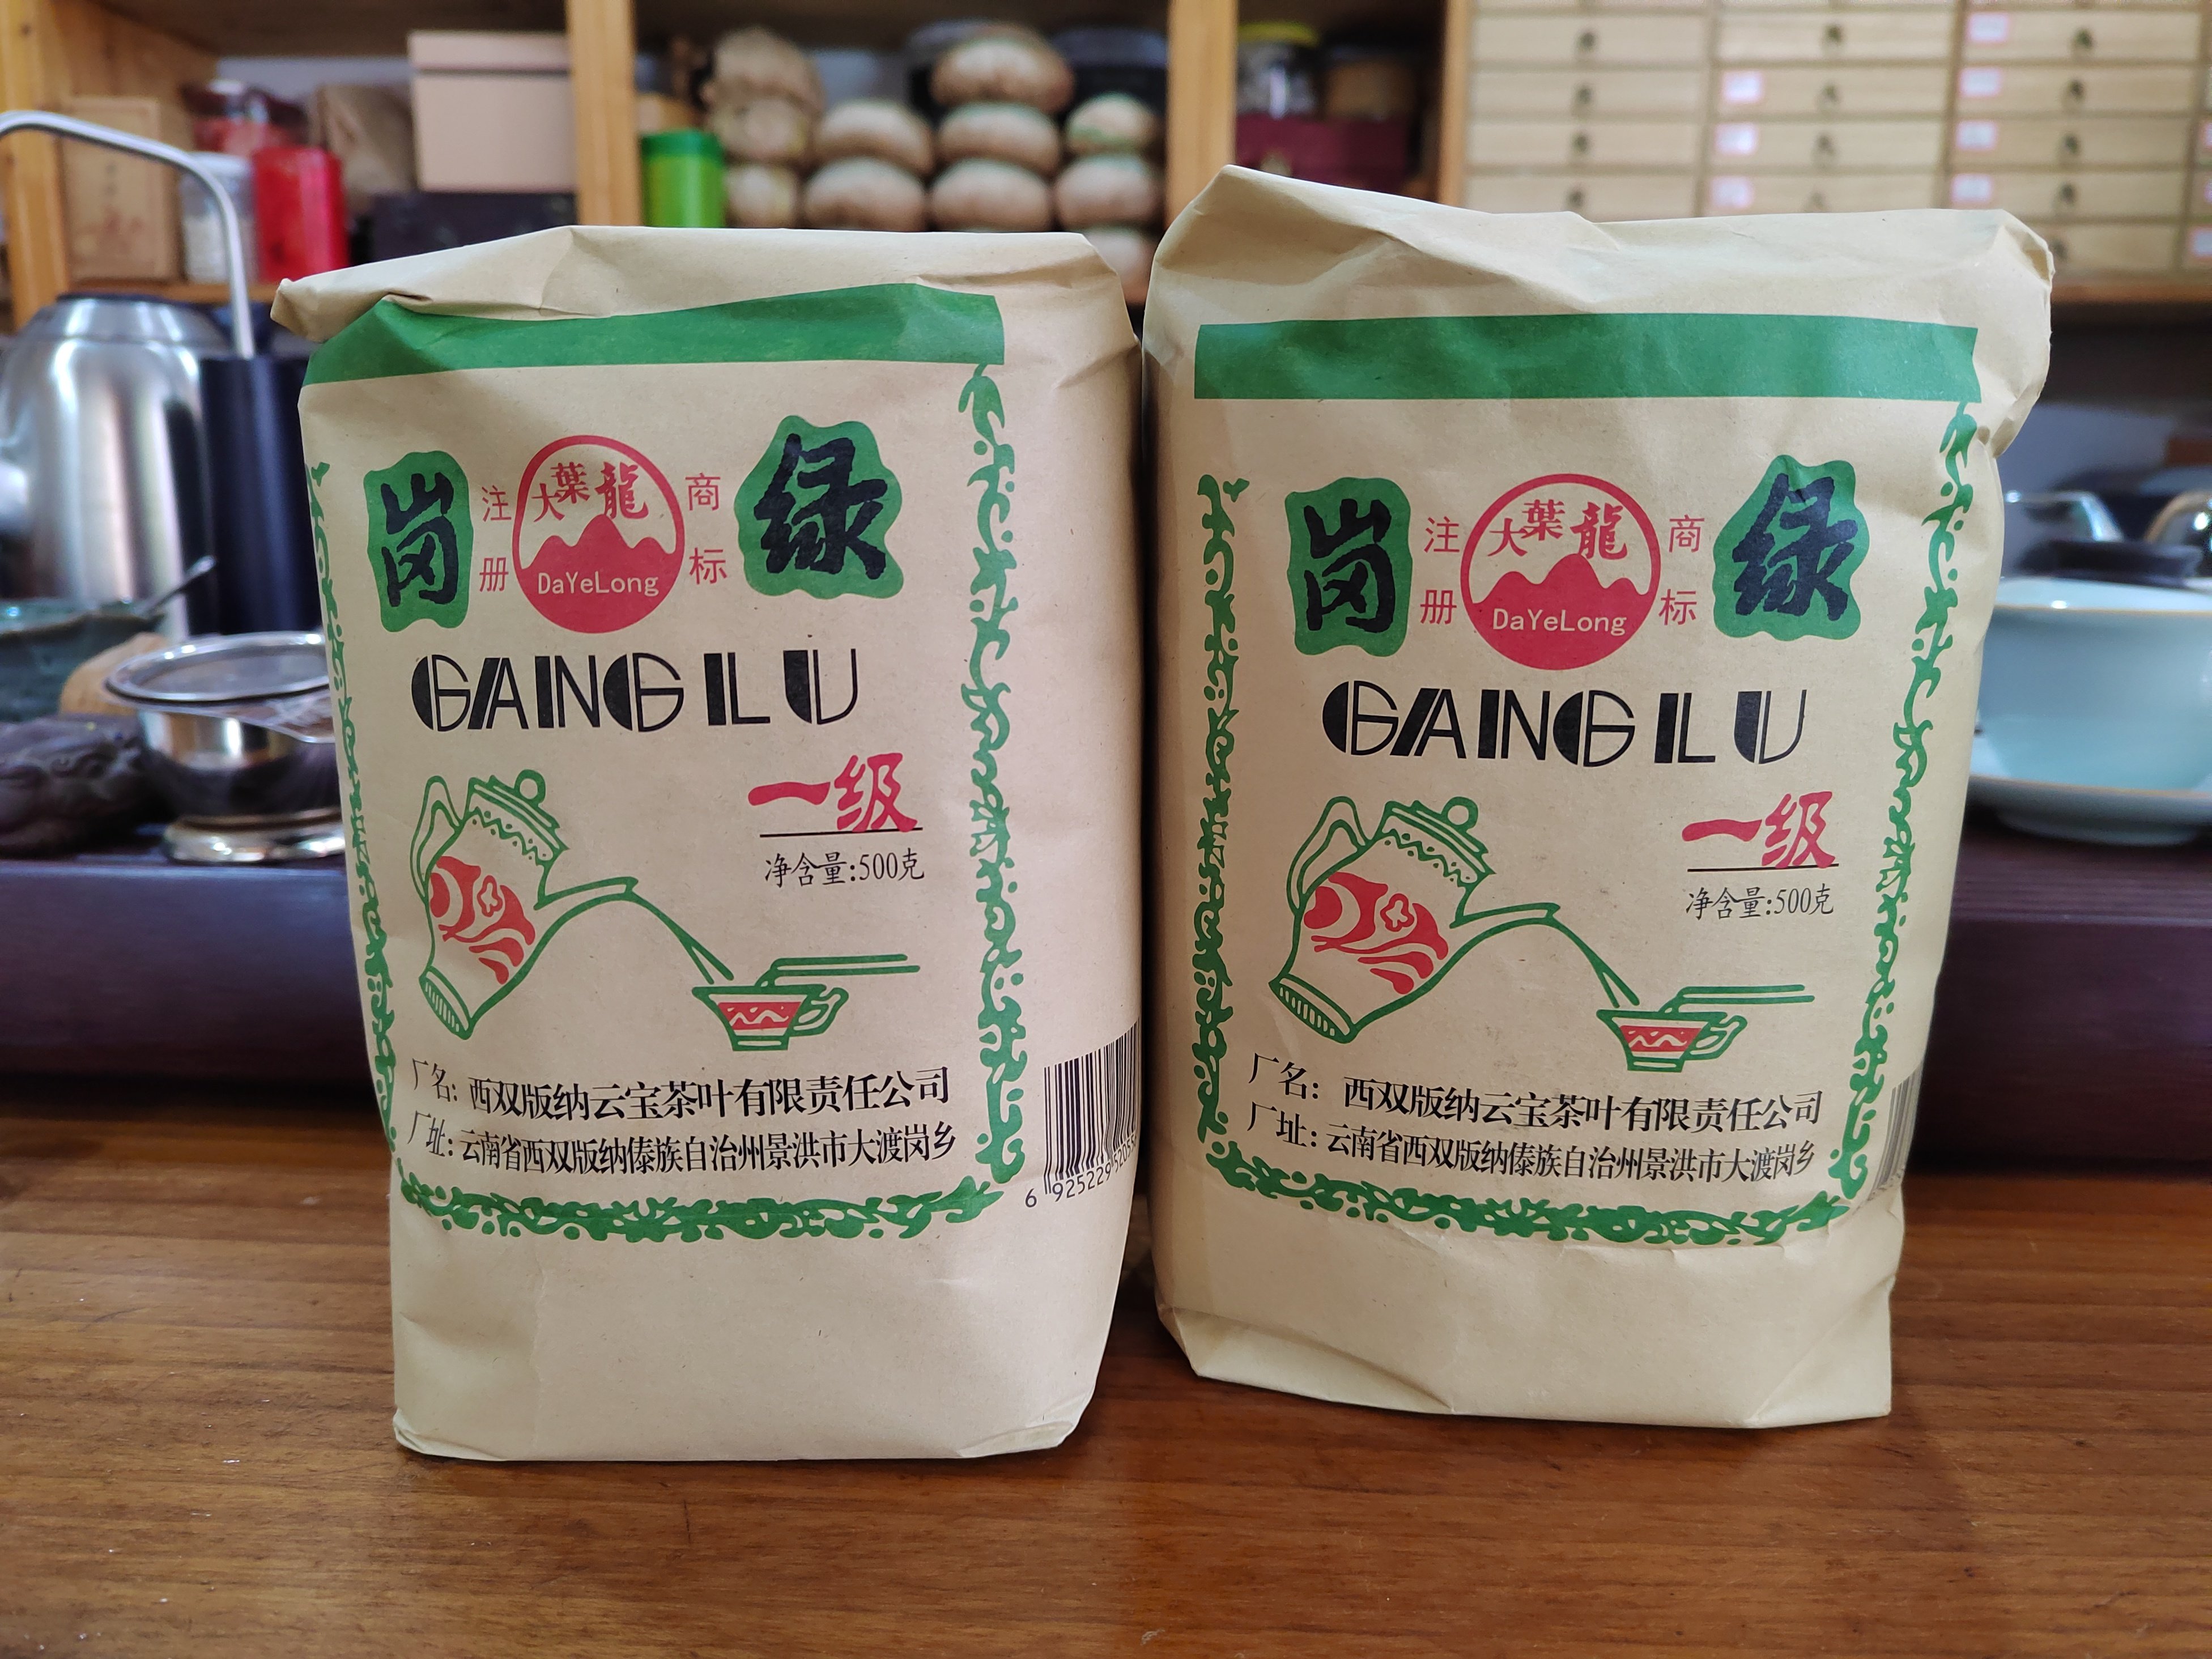 岗 注册 大葉龍 DaYeLong 商标 绿
GANG LU
一级
净含量:500克
厂名: 西双版纳云宝茶叶有限责任公司
厂址: 云南省西双版纳傣族自治州景洪市大渡岗乡
岗 注册 大葉龍 DaYeLong 商标 绿
GANG LU
一级
净含量:500克
厂名: 西双版纳云宝茶叶有限责任公司
厂址: 云南省西双版纳傣族自治州景洪市大渡岗乡